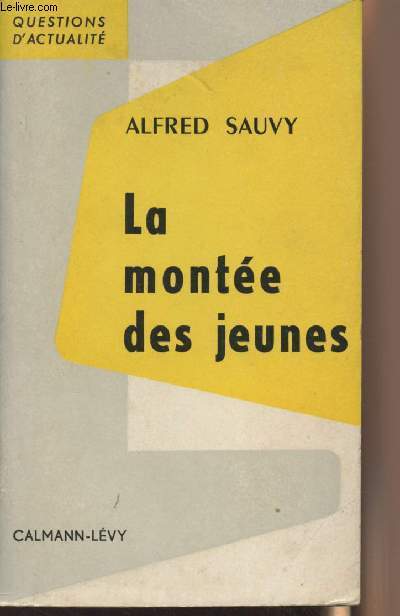 Le-livre.com
QUESTIONS
D'ACTUALITÉ
ALFRED SAUVY
La
montée
des jeunes
CALMANN-LÉVY